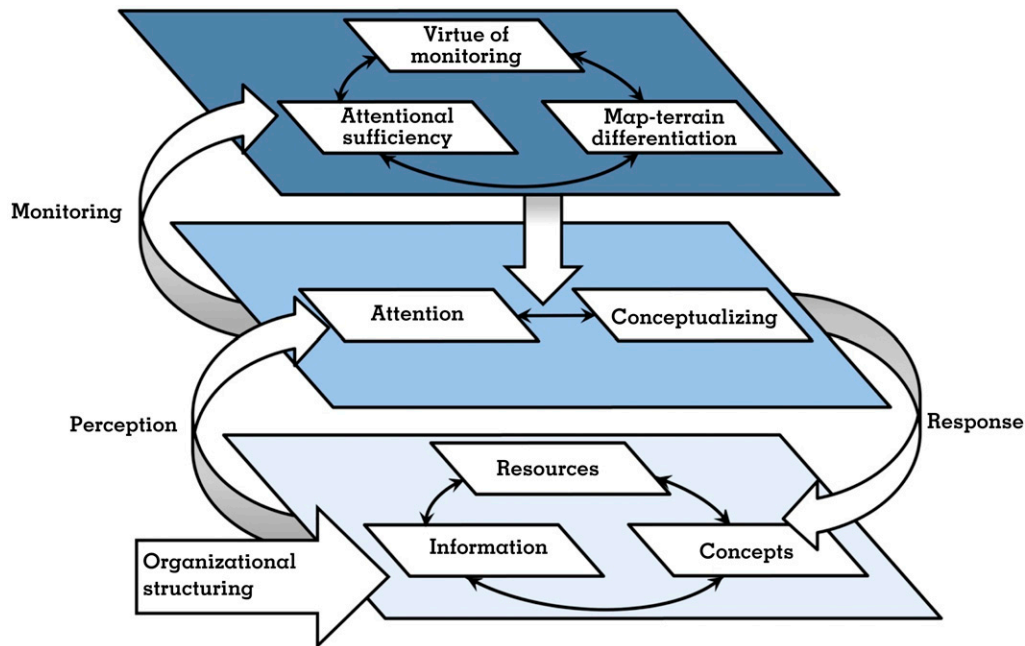 Virtue of
monitoring
Attentional
sufficiency
Map-terrain
differentiation
Monitoring
Attention
Conceptualizing
Perception
Response
Resources
Information
Concepts
Organizational
structuring